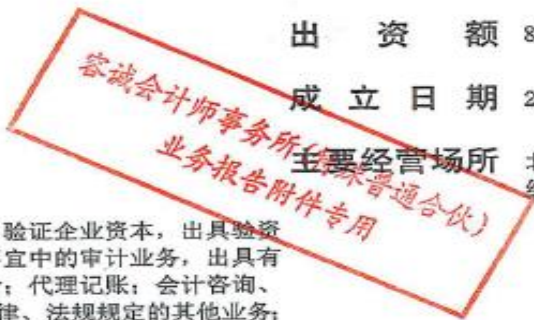 出资额 8
成立日期 2
主要经营场所
容诚会计师事务所(特殊普通合伙)
业务报告附件专用
验证企业资本，出具验资
宜中的审计业务，出具有
；代理记账；会计咨询、
律、法规规定的其他业务；